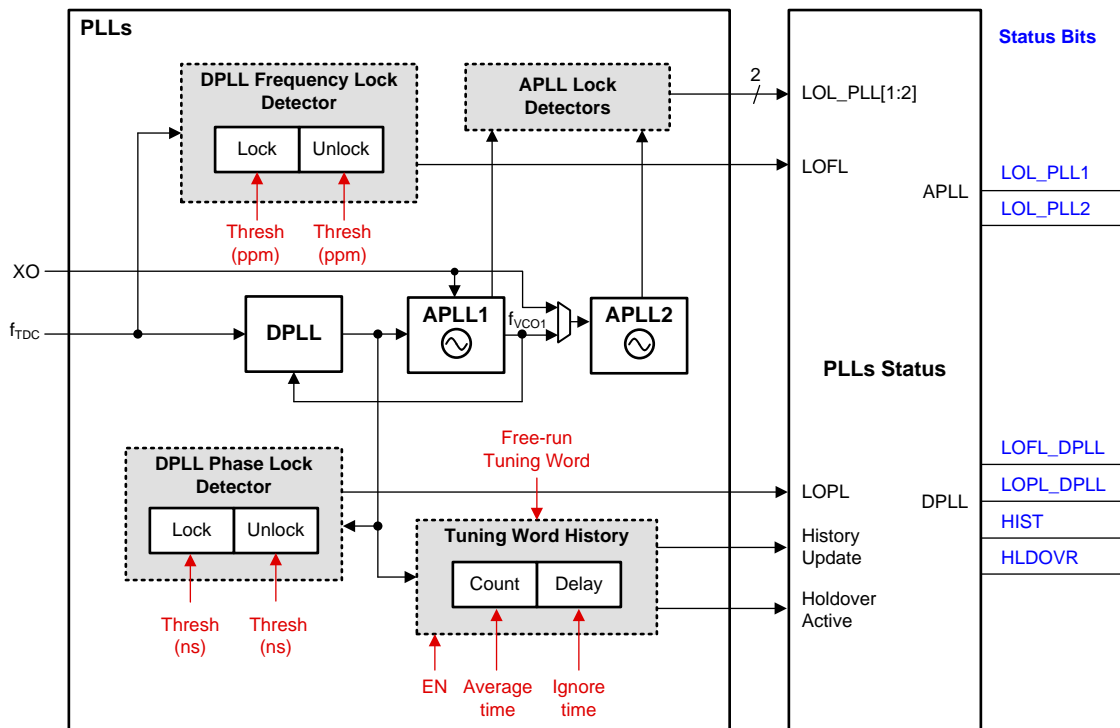 PLLs
DPLL Frequency Lock
Detector
Lock
Unlock
Thresh
(ppm)
Thresh
(ppm)
APLL Lock
Detectors
2
XO
fTDC
DPLL
APLL1
fVCO1
APLL2
DPLL Phase Lock
Detector
Lock
Unlock
Thresh
(ns)
Thresh
(ns)
Free-run
Tuning Word
Tuning Word History
Count
Delay
EN
Average
time
Ignore
time
LOL_PLL[1:2]
LOFL
APLL
PLLs Status
LOPL
DPLL
History
Update
Holdover
Active
Status Bits
LOL_PLL1
LOL_PLL2
LOFL_DPLL
LOPL_DPLL
HIST
HLDOVR